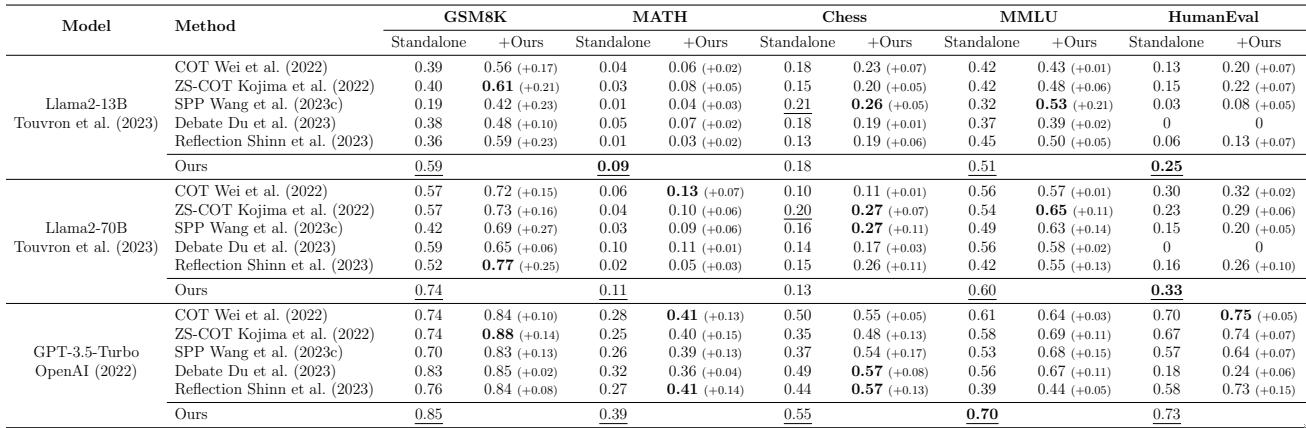 Model Method GSM8K MATH Chess MMLU HumanEval
Standalone +Ours Standalone +Ours Standalone +Ours Standalone +Ours Standalone +Ours
COT Wei et al. (2022) 0.39 0.56 (+0.17) 0.04 0.06 (+0.02) 0.18 0.23 (+0.07) 0.42 0.43 (+0.01) 0.13 0.20 (+0.07)
ZS-COT Kojima et al. (2022) 0.40 0.61 (+0.21) 0.03 0.08 (+0.05) 0.15 0.20 (+0.05) 0.42 0.48 (+0.06) 0.15 0.22 (+0.07)
Llama2-13B SPP Wang et al. (2023c) 0.19 0.42 (+0.23) 0.01 0.04 (+0.03) 0.21 0.26 (+0.05) 0.32 0.53 (+0.21) 0.03 0.08 (+0.05)
Touvron et al. (2023) Debate Du et al. (2023) 0.38 0.48 (+0.10) 0.05 0.07 (+0.02) 0.18 0.19 (+0.01) 0.37 0.39 (+0.02) 0 0
Reflection Shinn et al. (2023) 0.36 0.59 (+0.23) 0.01 0.03 (+0.02) 0.13 0.19 (+0.06) 0.45 0.50 (+0.05) 0.06 0.13 (+0.07)
Ours 0.59 0.09 0.18 0.51 0.25
COT Wei et al. (2022) 0.57 0.72 (+0.15) 0.06 0.13 (+0.07) 0.10 0.11 (+0.01) 0.56 0.57 (+0.01) 0.30 0.32 (+0.02)
ZS-COT Kojima et al. (2022) 0.57 0.73 (+0.16) 0.04 0.10 (+0.06) 0.20 0.27 (+0.07) 0.54 0.65 (+0.11) 0.23 0.29 (+0.06)
Llama2-70B SPP Wang et al. (2023c) 0.42 0.69 (+0.27) 0.03 0.09 (+0.06) 0.16 0.27 (+0.11) 0.49 0.63 (+0.14) 0.15 0.20 (+0.05)
Touvron et al. (2023) Debate Du et al. (2023) 0.59 0.65 (+0.06) 0.10 0.11 (+0.01) 0.14 0.17 (+0.03) 0.56 0.58 (+0.02) 0 0
Reflection Shinn et al. (2023) 0.52 0.77 (+0.25) 0.02 0.05 (+0.03) 0.15 0.26 (+0.11) 0.42 0.55 (+0.13) 0.16 0.26 (+0.10)
Ours 0.74 0.11 0.13 0.60 0.33
COT Wei et al. (2022) 0.74 0.84 (+0.10) 0.28 0.41 (+0.13) 0.50 0.55 (+0.05) 0.61 0.64 (+0.03) 0.70 0.75 (+0.05)
ZS-COT Kojima et al. (2022) 0.74 0.88 (+0.14) 0.25 0.40 (+0.15) 0.35 0.48 (+0.13) 0.58 0.69 (+0.11) 0.67 0.74 (+0.07)
GPT-3.5-Turbo SPP Wang et al. (2023c) 0.70 0.83 (+0.13) 0.26 0.39 (+0.13) 0.37 0.54 (+0.17) 0.53 0.68 (+0.15) 0.57 0.64 (+0.07)
OpenAI (2022) Debate Du et al. (2023) 0.83 0.85 (+0.02) 0.32 0.36 (+0.04) 0.49 0.57 (+0.08) 0.56 0.67 (+0.11) 0.18 0.24 (+0.06)
Reflection Shinn et al. (2023) 0.76 0.84 (+0.08) 0.27 0.41 (+0.14) 0.44 0.57 (+0.13) 0.39 0.44 (+0.05) 0.58 0.73 (+0.15)
Ours 0.85 0.39 0.55 0.70 0.73